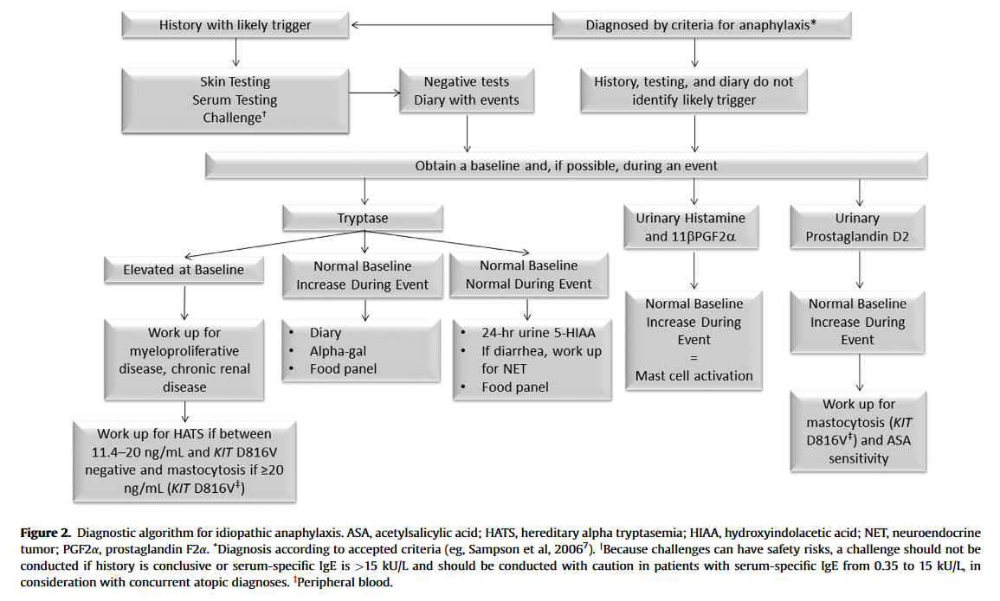 History with likely trigger
Diagnosed by criteria for anaphylaxis*
Skin Testing
Serum Testing
Challenge†
Negative tests
Diary with events
History, testing, and diary do not
identify likely trigger
Obtain a baseline and, if possible, during an event
Tryptase
Urinary Histamine
and 11βPGF2α
Urinary
Prostaglandin D2
Elevated at Baseline
Normal Baseline
Increase During Event
Normal Baseline
Normal During Event
Work up for
myeloproliferative
disease, chronic renal
disease
• Diary
• Alpha-gal
• Food panel
• 24-hr urine 5-HIAA
• If diarrhea, work up
for NET
• Food panel
Normal Baseline
Increase During
Event
=
Mast cell activation
Normal Baseline
Increase During
Event
Work up for HATS if between
11.4–20 ng/mL and KIT D816V
negative and mastocytosis if ≥20
ng/mL (KIT D816V‡)
Work up for
mastocytosis (KIT
D816V‡) and ASA
sensitivity
Figure 2. Diagnostic algorithm for idiopathic anaphylaxis. ASA, acetylsalicylic acid; HATS, hereditary alpha tryptasemia; HIAA, hydroxyindolacetic acid; NET, neuroendocrine
tumor; PGF2α, prostaglandin F2α. *Diagnosis according to accepted criteria (eg, Sampson et al, 2006⁷). †Because challenges can have safety risks, a challenge should not be
conducted if history is conclusive or serum-specific IgE is >15 kU/L and should be conducted with caution in patients with serum-specific IgE from 0.35 to 15 kU/L, in
consideration with concurrent atopic diagnoses. ‡Peripheral blood.